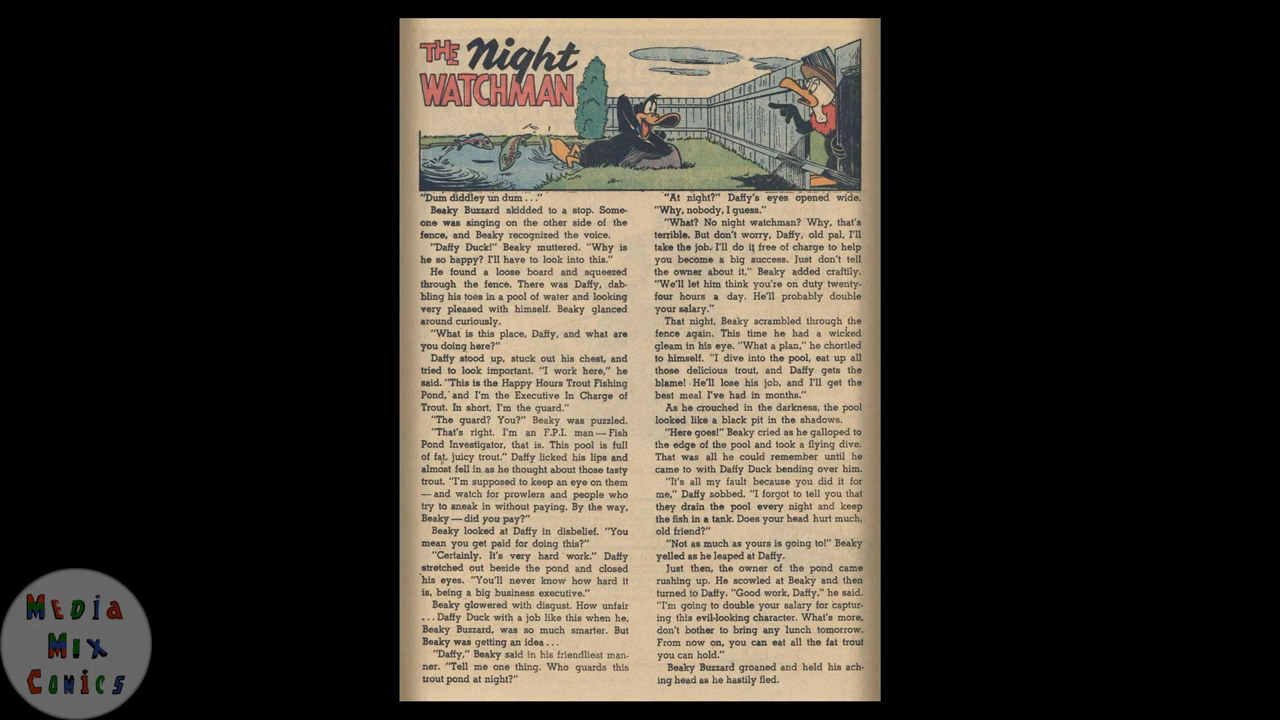 THE Night
WATCHMAN
"Dum diddley un dum . . ."
Beaky Buzzard skidded to a stop. Some-
one was singing on the other side of the
fence, and Beaky recognized the voice.
"Daffy Duck!" Beaky muttered. "Why is
he so happy? I'll have to look into this."
He found a loose board and squeezed
through the fence. There was Daffy, dab-
bling his toes in a pool of water and looking
very pleased with himself. Beaky glanced
around curiously.
"What is this place, Daffy, and what are
you doing here?"
Daffy stood up, stuck out his chest, and
tried to look important. "I work here," he
said. "This is the Happy Hours Trout Fishing
Pond, and I'm the Executive In Charge of
Trout. In short, I'm the guard."
"The guard? You?" Beaky was puzzled.
"That's right. I'm an F.P.I. man—Fish
Pond Investigator, that is. This pool is full
of fat, juicy trout." Daffy licked his lips and
almost fell in as he thought about those tasty
trout. "I'm supposed to keep an eye on them
—and watch for prowlers and people who
try to sneak in without paying. By the way,
Beaky—did you pay?"
Beaky looked at Daffy in disbelief. "You
mean you get paid for doing this?"
"Certainly. It's very hard work." Daffy
stretched out beside the pond and closed
his eyes. "You'll never know how hard it
is, being a big business executive."
Beaky glowered with disgust. How unfair
. . . Daffy Duck with a job like this when he,
Beaky Buzzard, was so much smarter. But
Beaky was getting an idea . . .
"Daffy," Beaky said in his friendliest man-
ner. "Tell me one thing. Who guards this
trout pond at night?"
"At night?" Daffy's eyes opened wide.
"Why, nobody, I guess."
"What? No night watchman? Why, that's
terrible. But don't worry, Daffy, old pal, I'll
take the job. I'll do it free of charge to help
you become a big success. Just don't tell
the owner about it," Beaky added craftily.
"We'll let him think you're on duty twenty-
four hours a day. He'll probably double
your salary."
That night, Beaky scrambled through the
fence again. This time he had a wicked
gleam in his eye. "What a plan," he chortled
to himself. "I dive into the pool, eat up all
those delicious trout, and Daffy gets the
blame! He'll lose his job, and I'll get the
best meal I've had in months."
As he crouched in the darkness, the pool
looked like a black pit in the shadows.
"Here goes!" Beaky cried as he galloped to
the edge of the pool and took a flying dive.
That was all he could remember until he
came to with Daffy Duck bending over him.
"It's all my fault because you did it for
me," Daffy sobbed. "I forgot to tell you that
they drain the pool every night and keep
the fish in a tank. Does your head hurt much,
old friend?"
"Not as much as yours is going to!" Beaky
yelled as he leaped at Daffy.
Just then, the owner of the pond came
rushing up. He scowled at Beaky and then
turned to Daffy. "Good work, Daffy," he said.
"I'm going to double your salary for captur-
ing this evil-looking character. What's more,
don't bother to bring any lunch tomorrow.
From now on, you can eat all the fat trout
you can hold."
Beaky Buzzard groaned and held his ach-
ing head as he hastily fled.
MEDIA
MIX
COMICS